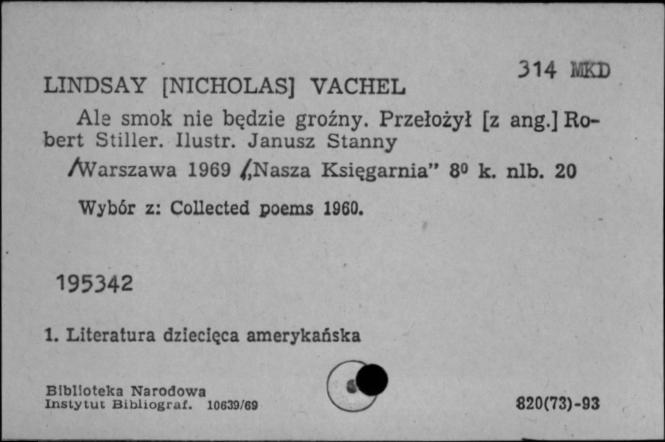 314 MKD
LINDSAY [NICHOLAS] VACHEL
Ale smok nie będzie groźny. Przełożył [z ang.] Ro-
bert Stiller. Ilustr. Janusz Stanny
/Warszawa 1969 /„Nasza Księgarnia” 8⁰ k. nlb. 20
Wybór z: Collected poems 1960.
195342
1. Literatura dziecięca amerykańska
Biblioteka Narodowa
Instytut Bibliograf. 10639/69
820(73)-93